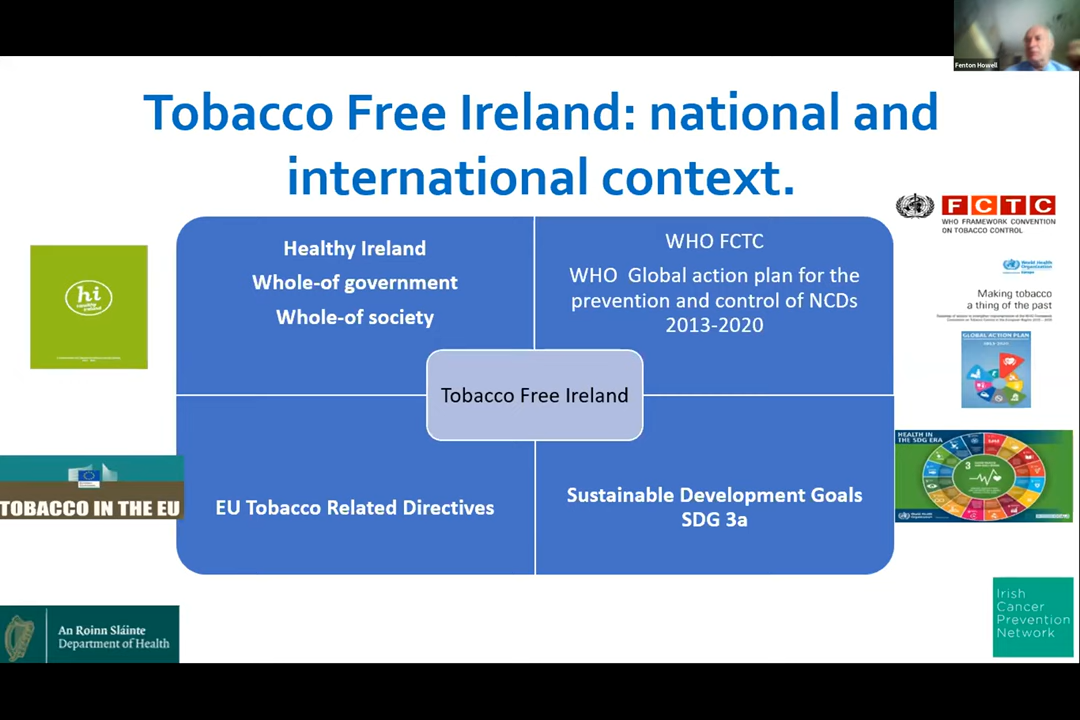 Fenton Howell
Tobacco Free Ireland: national and
international context.
FCTC
WHO FRAMEWORK CONVENTION
ON TOBACCO CONTROL
Healthy Ireland
Whole-of government
Whole-of society
WHO FCTC
WHO Global action plan for the
prevention and control of NCDs
2013-2020
hi
World Health
Organization
Making tobacco
a thing of the past
GLOBAL ACTION PLAN
Tobacco Free Ireland
HEALTH IN
THE SDG ERA
3
TOBACCO IN THE EU
EU Tobacco Related Directives
Sustainable Development Goals
SDG 3a
An Roinn Sláinte
Department of Health
Irish
Cancer
Prevention
Network